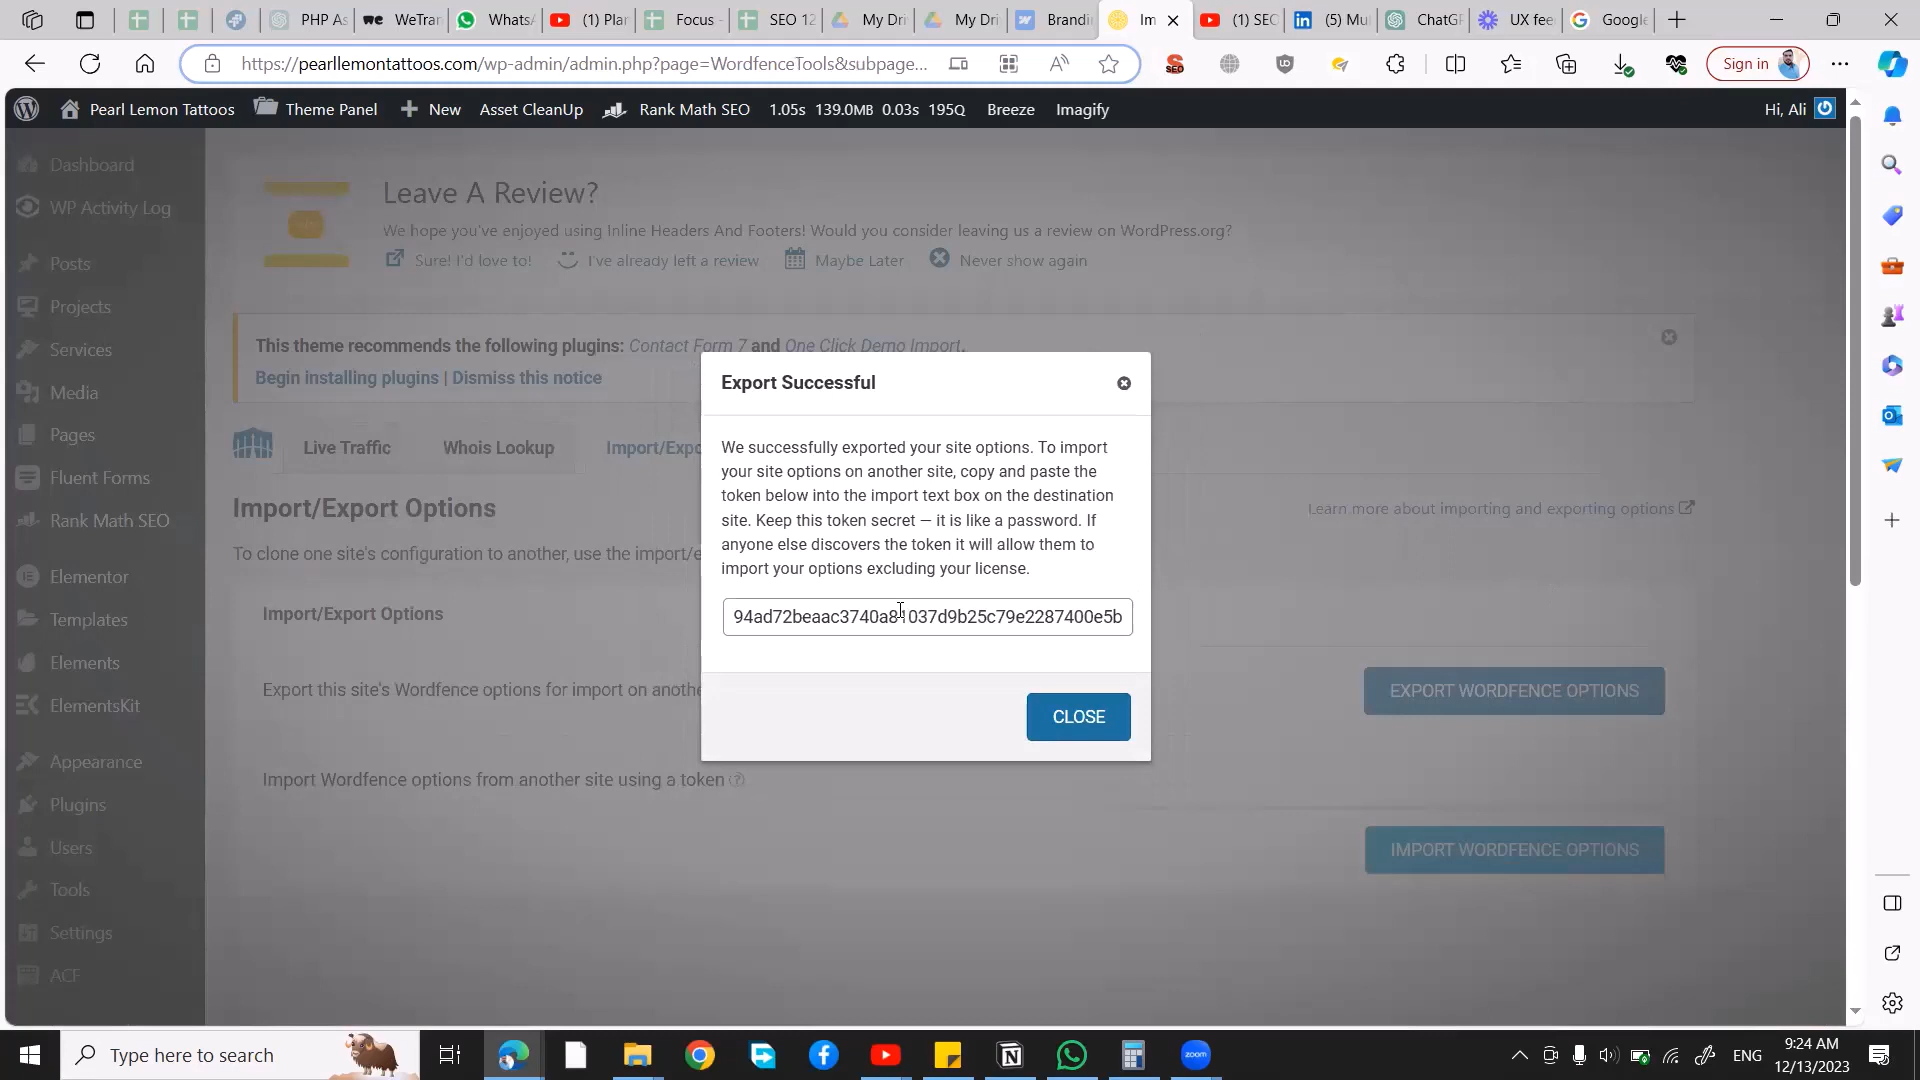 PHP As
WeTran
Whats
(1) Plan
Focus -
SEO 12
My Driv
My Driv
Brandi
Im
(1) SEC
(5) Mu
ChatGP
UX fee
Google
https://pearllemontattoos.com/wp-admin/admin.php?page=WordfenceTools&subpage...
SEO
Sign in
Pearl Lemon Tattoos
Theme Panel
New
Asset CleanUp
Rank Math SEO
1.05s 139.0MB 0.03s 195Q
Breeze
Imagify
Hi, Ali
Dashboard
WP Activity Log
Posts
Projects
Services
Media
Pages
Fluent Forms
Rank Math SEO
Elementor
Templates
Elements
ElementsKit
Appearance
Plugins
Users
Tools
Settings
ACF
Leave A Review?
We hope you've enjoyed using Inline Headers And Footers! Would you consider leaving us a review on WordPress.org?
Sure! I'd love to!
I've already left a review
Maybe Later
Never show again
This theme recommends the following plugins: Contact Form 7 and One Click Demo Import.
Begin installing plugins | Dismiss this notice
Live Traffic
Whois Lookup
Import/Expo
Import/Export Options
Learn more about importing and exporting options
To clone one site's configuration to another, use the import/e
Import/Export Options
Export this site's Wordfence options for import on anothe
EXPORT WORDFENCE OPTIONS
Import Wordfence options from another site using a token
IMPORT WORDFENCE OPTIONS
Export Successful
We successfully exported your site options. To import
your site options on another site, copy and paste the
token below into the import text box on the destination
site. Keep this token secret — it is like a password. If
anyone else discovers the token it will allow them to
import your options excluding your license.
94ad72beaac3740a81037d9b25c79e2287400e5b
CLOSE
Type here to search
zoom
ENG
9:24 AM
12/13/2023